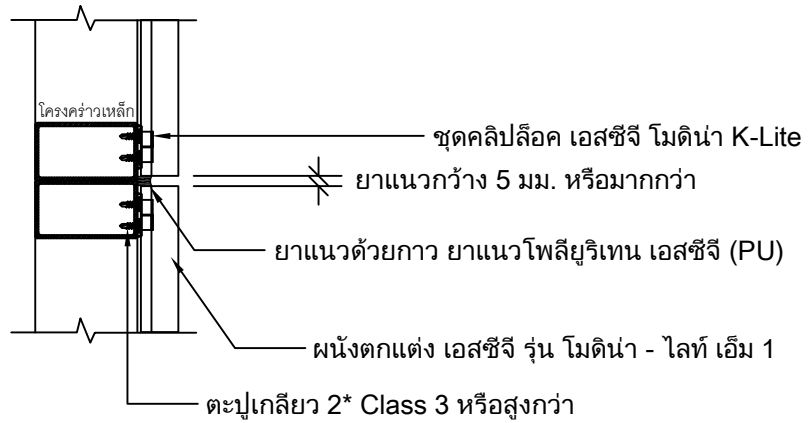 โครงคร่าวเหล็ก
ชุดคลิปล็อค เอสซีจี โมดิน่า K-Lite
ยาแนวกว้าง 5 มม. หรือมากกว่า
ยาแนวด้วยกาว ยาแนวโพลียูริเทน เอสซีจี (PU)
ผนังตกแต่ง เอสซีจี รุ่น โมดิน่า - ไลท์ เอ็ม 1
ตะปูเกลียว 2* Class 3 หรือสูงกว่า